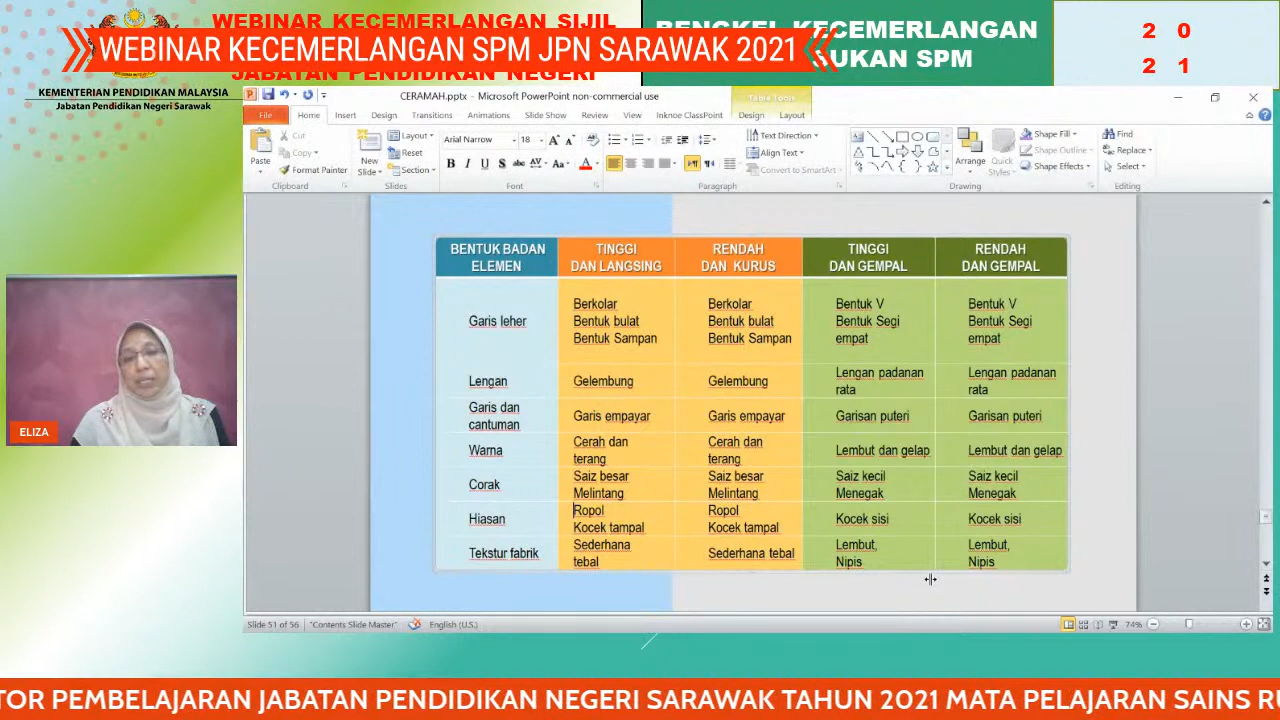 WEBINAR KECEMERLANGAN SIJIL
WEBINAR KECEMERLANGAN SPM JPN SARAWAK 2021
JABATAN PENDIDIKAN NEGERI
BENGKEL KECEMERLANGAN
SUKAN SPM
2 0
2 1
KEMENTERIAN PENDIDIKAN MALAYSIA
Jabatan Pendidikan Negeri Sarawak
CERAMAH.pptx - Microsoft PowerPoint non-commercial use
Table Tools
File Home Insert Design Transitions Animations Slide Show Review View Inknoe ClassPoint Design Layout
Paste
Cut
Copy
Format Painter
Clipboard
New
Slide
Layout
Reset
Section
Slides
Arial Narrow 18
Font
Text Direction
Align Text
Convert to SmartArt
Paragraph
Arrange
Quick
Styles
Shape Fill
Shape Outline
Shape Effects
Drawing
Find
Replace
Select
Editing
BENTUK BADAN
ELEMEN
TINGGI
DAN LANGSING
RENDAH
DAN KURUS
TINGGI
DAN GEMPAL
RENDAH
DAN GEMPAL
Garis leher
Berkolar
Bentuk bulat
Bentuk Sampan
Berkolar
Bentuk bulat
Bentuk Sampan
Bentuk V
Bentuk Segi
empat
Bentuk V
Bentuk Segi
empat
Lengan
Gelembung
Gelembung
Lengan padanan
rata
Lengan padanan
rata
Garis dan
cantuman
Garis empayar
Garis empayar
Garisan puteri
Garisan puteri
Warna
Cerah dan
terang
Cerah dan
terang
Lembut dan gelap
Lembut dan gelap
Corak
Saiz besar
Melintang
Saiz besar
Melintang
Saiz kecil
Menegak
Saiz kecil
Menegak
Hiasan
Ropol
Kocek tampal
Ropol
Kocek tampal
Kocek sisi
Kocek sisi
Tekstur fabrik
Sederhana
tebal
Sederhana tebal
Lembut,
Nipis
Lembut,
Nipis
ELIZA
Slide 51 of 56 "Contents Slide Master" English (U.S.) 74%
TOR PEMBELAJARAN JABATAN PENDIDIKAN NEGERI SARAWAK TAHUN 2021 MATA PELAJARAN SAINS RU